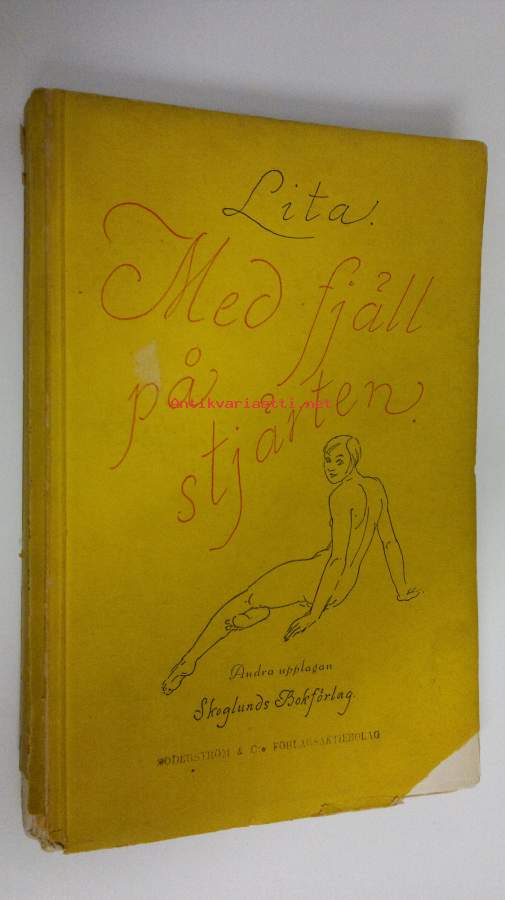 Lita.
Med fjäll
på stjärten.
Antikvariaatti.net
Andra upplagan
Skoglunds Bokförlag.
SÖDERSTRÖM & C:o FÖRLAGSAKTIEBOLAG